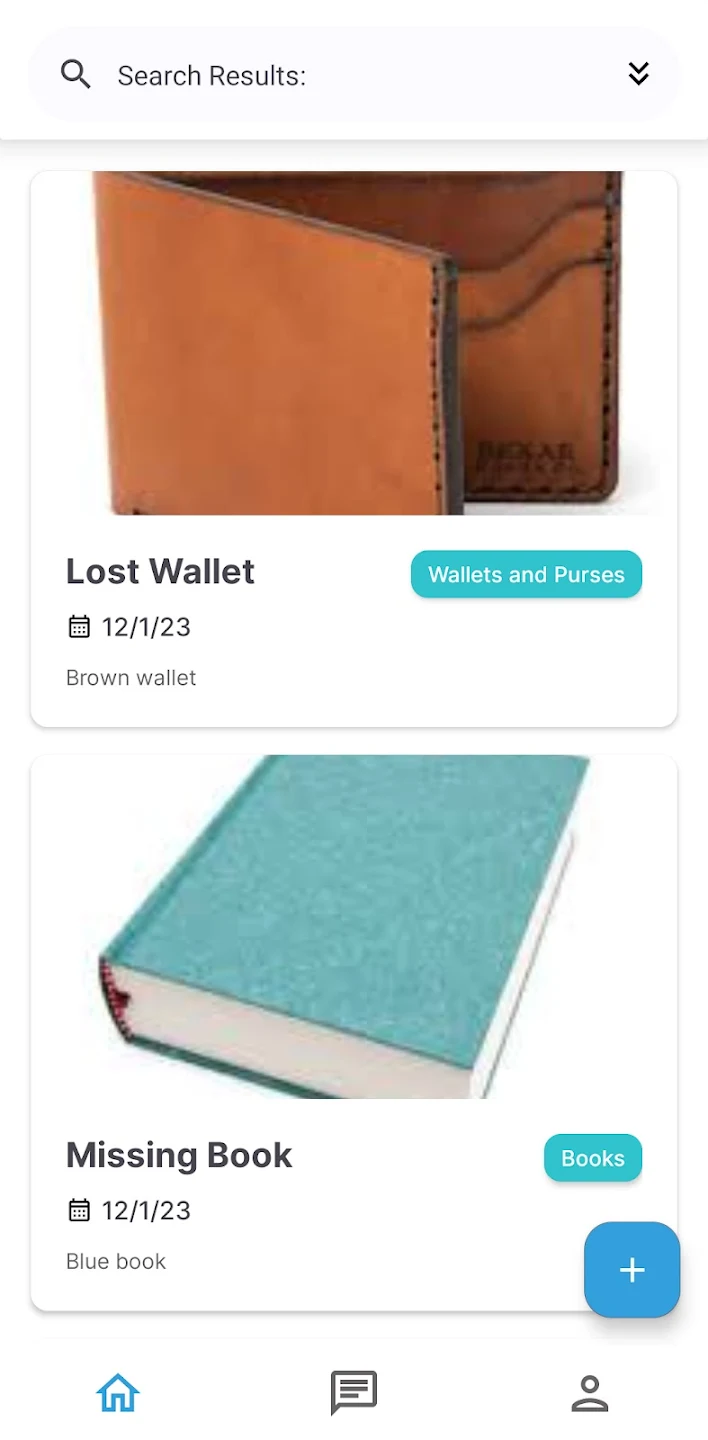 Search Results:
BEXAR
Lost Wallet
Wallets and Purses
12/1/23
Brown wallet
Missing Book
Books
12/1/23
Blue book